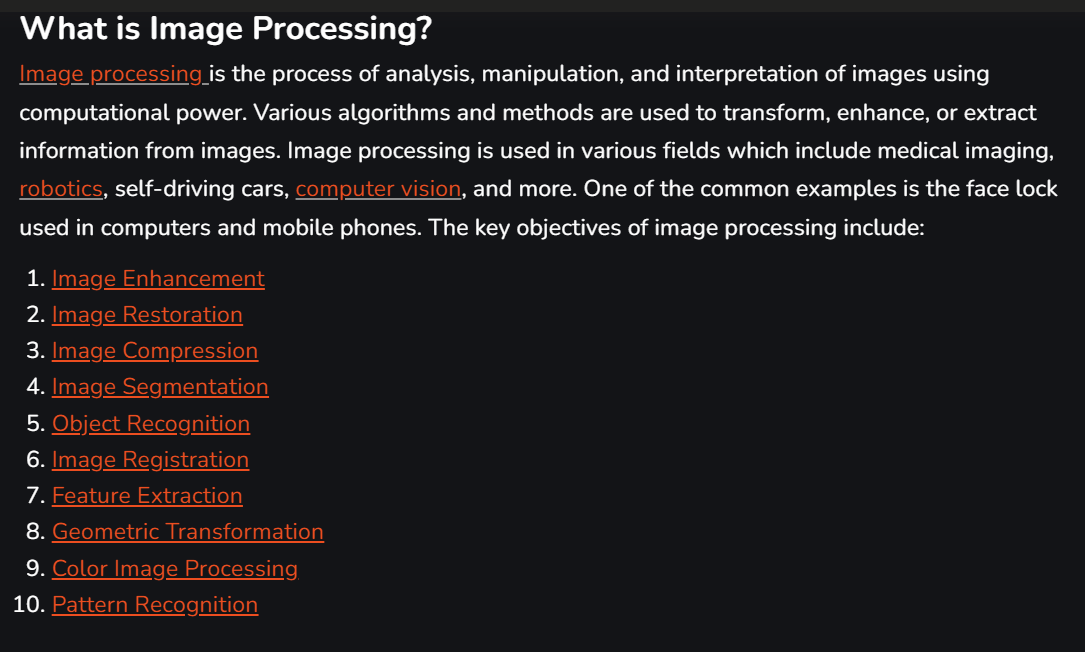 What is Image Processing?
Image processing is the process of analysis, manipulation, and interpretation of images using
computational power. Various algorithms and methods are used to transform, enhance, or extract
information from images. Image processing is used in various fields which include medical imaging,
robotics, self-driving cars, computer vision, and more. One of the common examples is the face lock
used in computers and mobile phones. The key objectives of image processing include:
1. Image Enhancement
2. Image Restoration
3. Image Compression
4. Image Segmentation
5. Object Recognition
6. Image Registration
7. Feature Extraction
8. Geometric Transformation
9. Color Image Processing
10. Pattern Recognition